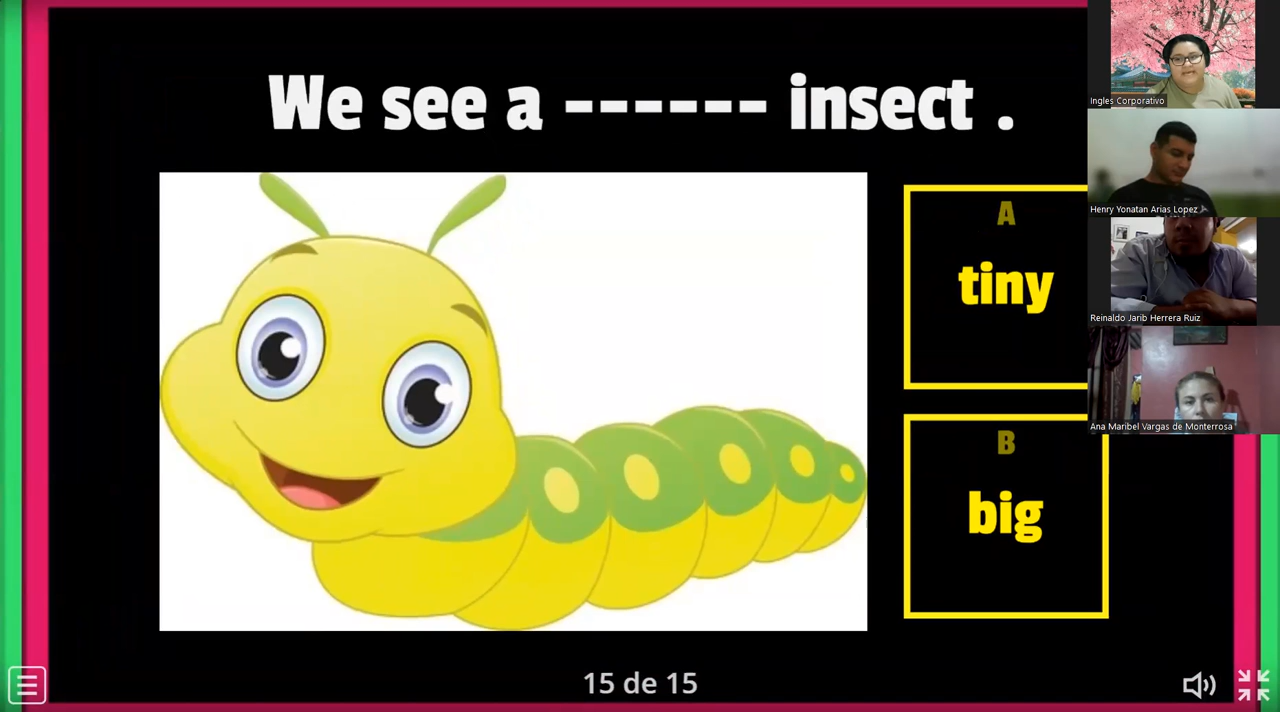 We see a ------ insect .
A
tiny
B
big
15 de 15
Ingles Corporativo
Henry Yonatan Arias Lopez
Reinaldo Jarib Herrera Ruiz
Ana Maribel Vargas de Monterrosa